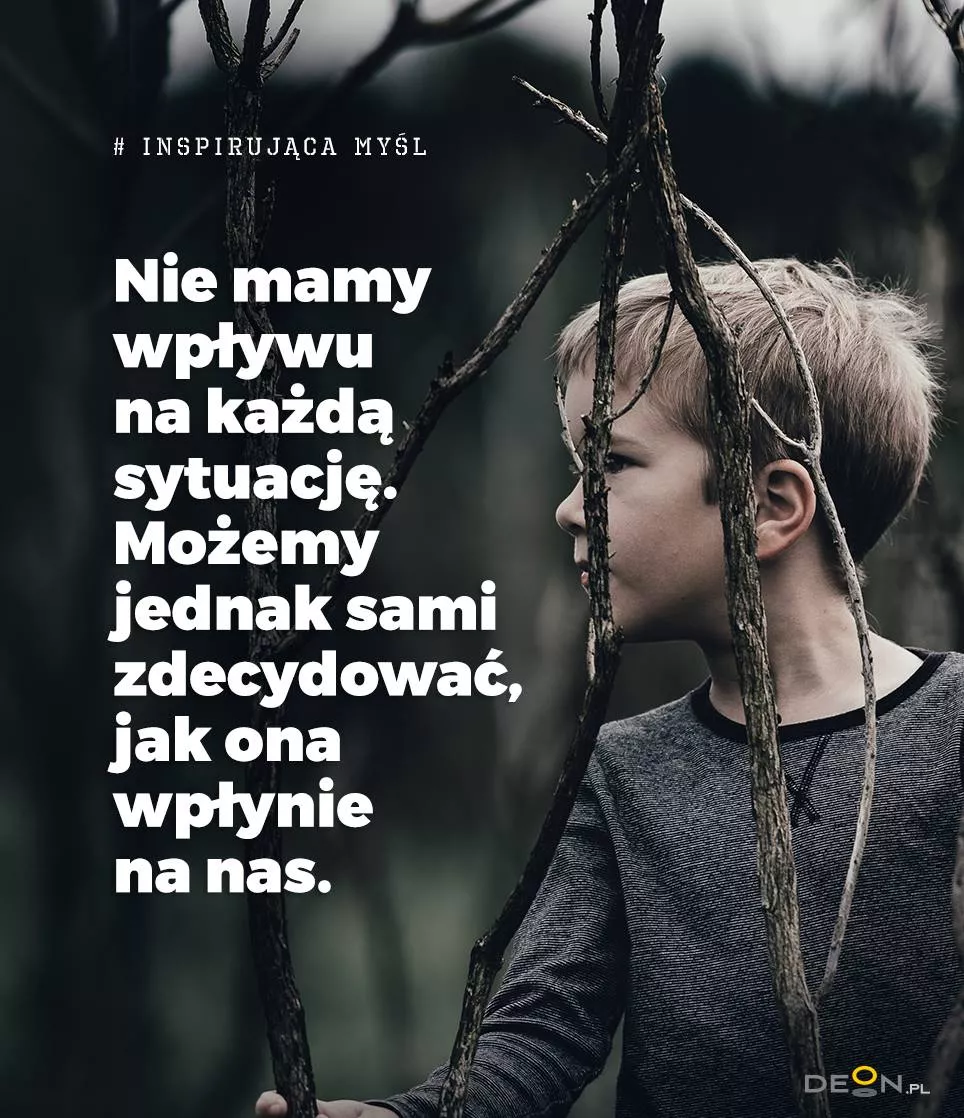 # INSPIRUJĄCA MYŚL
Nie mamy
wpływu
na każdą
sytuację.
Możemy
jednak sami
zdecydować,
jak ona
wpłynie
na nas.
DEON.PL